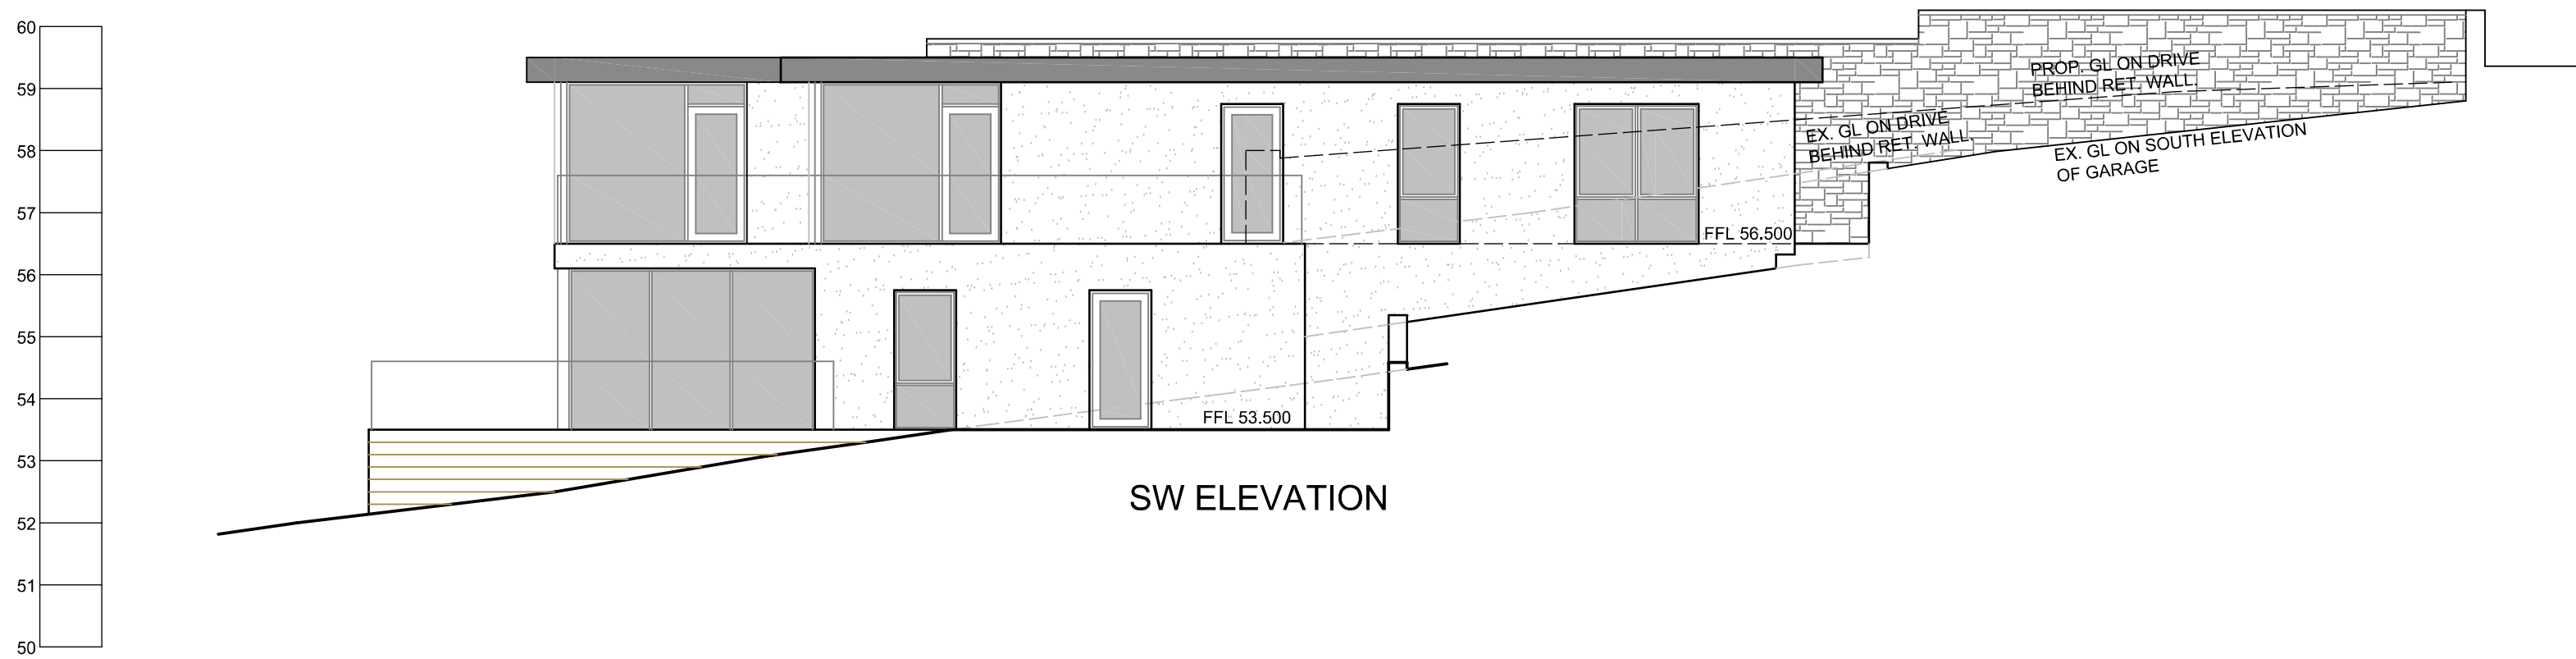 60
59
58
57
56
55
54
53
52
51
50
PROP. GL ON DRIVE
BEHIND RET. WALL.
EX. GL ON DRIVE
BEHIND RET. WALL.
EX. GL ON SOUTH ELEVATION
OF GARAGE
FFL 56.500
FFL 53.500
SW ELEVATION